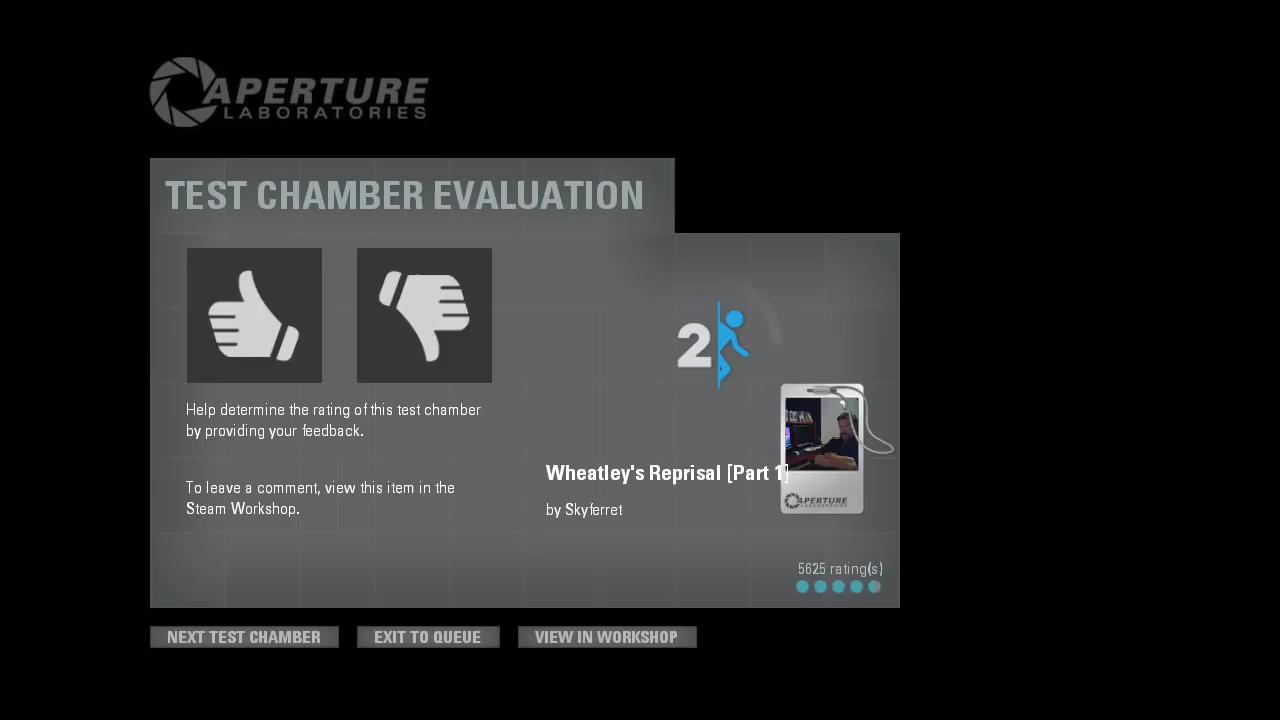 APERTURE
LABORATORIES
TEST CHAMBER EVALUATION
2
Help determine the rating of this test chamber
by providing your feedback.
To leave a comment, view this item in the
Steam Workshop.
Wheatley's Reprisal [Part 1]
by Skyferret
APERTURE
LABORATORIES
5625 rating(s)
NEXT TEST CHAMBER
EXIT TO QUEUE
VIEW IN WORKSHOP